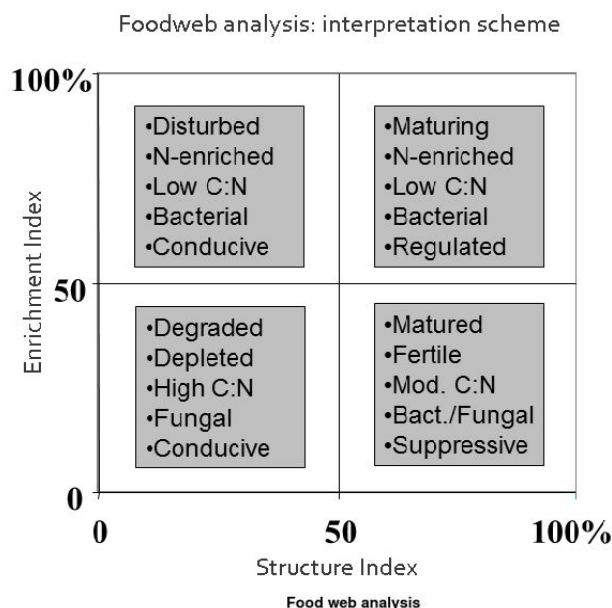 Foodweb analysis: interpretation scheme
100%
•Disturbed
•N-enriched
•Low C:N
•Bacterial
•Conducive
•Maturing
•N-enriched
•Low C:N
•Bacterial
•Regulated
Enrichment Index
50
•Degraded
•Depleted
•High C:N
•Fungal
•Conducive
•Matured
•Fertile
•Mod. C:N
•Bact./Fungal
•Suppressive
0
0 50 100%
Structure Index
Food web analysis